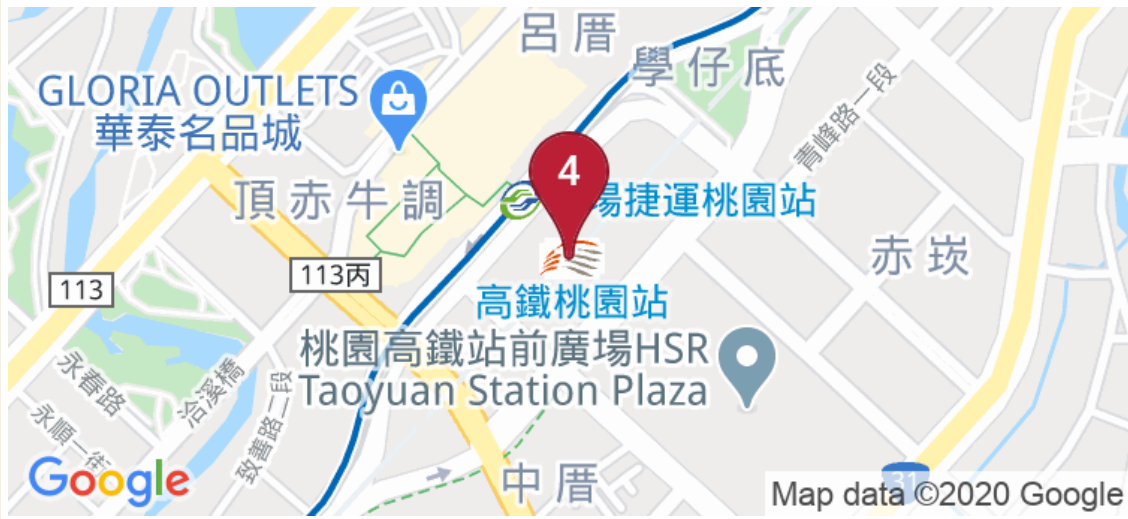 呂厝
學仔底
GLORIA OUTLETS
華泰名品城
青峰路一段
4
頂赤牛調
場捷運桃園站
赤崁
113丙
113
高鐵桃園站
桃園高鐵站前廣場HSR
Taoyuan Station Plaza
永春路
洽溪橋
致善路二段
永順一街
Google
中厝
31
Map data ©2020 Google